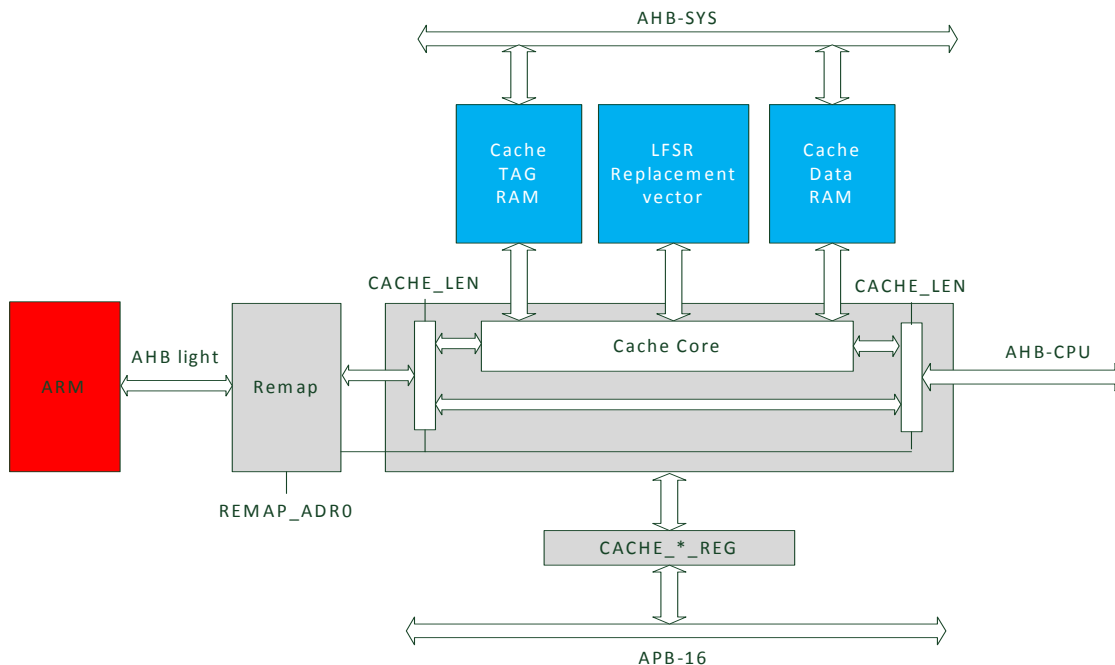 AHB-SYS
Cache
TAG
RAM
LFSR
Replacement
vector
Cache
Data
RAM
CACHE_LEN
CACHE_LEN
ARM
AHB light
Remap
Cache Core
AHB-CPU
REMAP_ADR0
CACHE_*_REG
APB-16